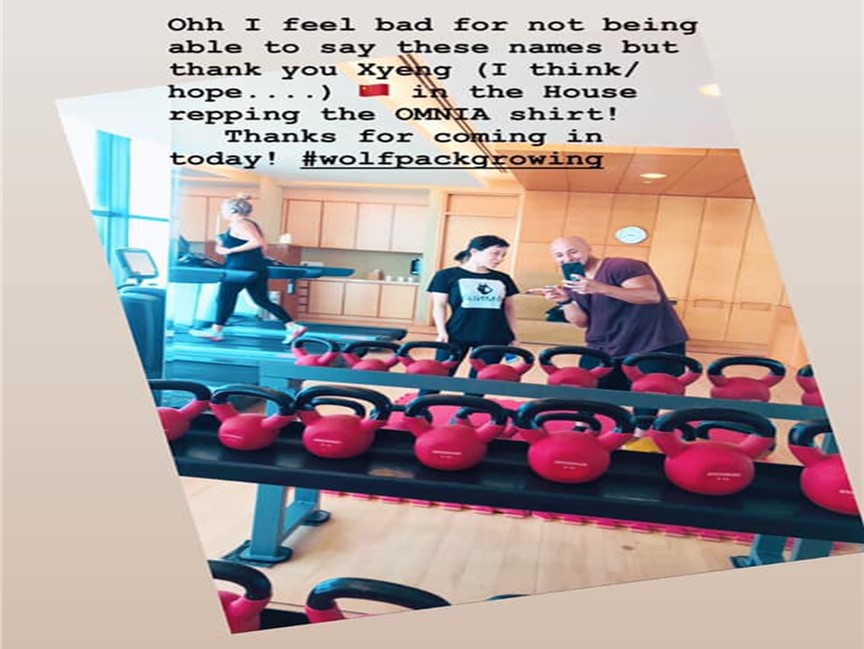 Ohh I feel bad for not being
able to say these names but
thank you Xyeng (I think/
hope....) 🇨🇳 in the House
repping the OMNIA shirt!
Thanks for coming in
today! #wolfpackgrowing